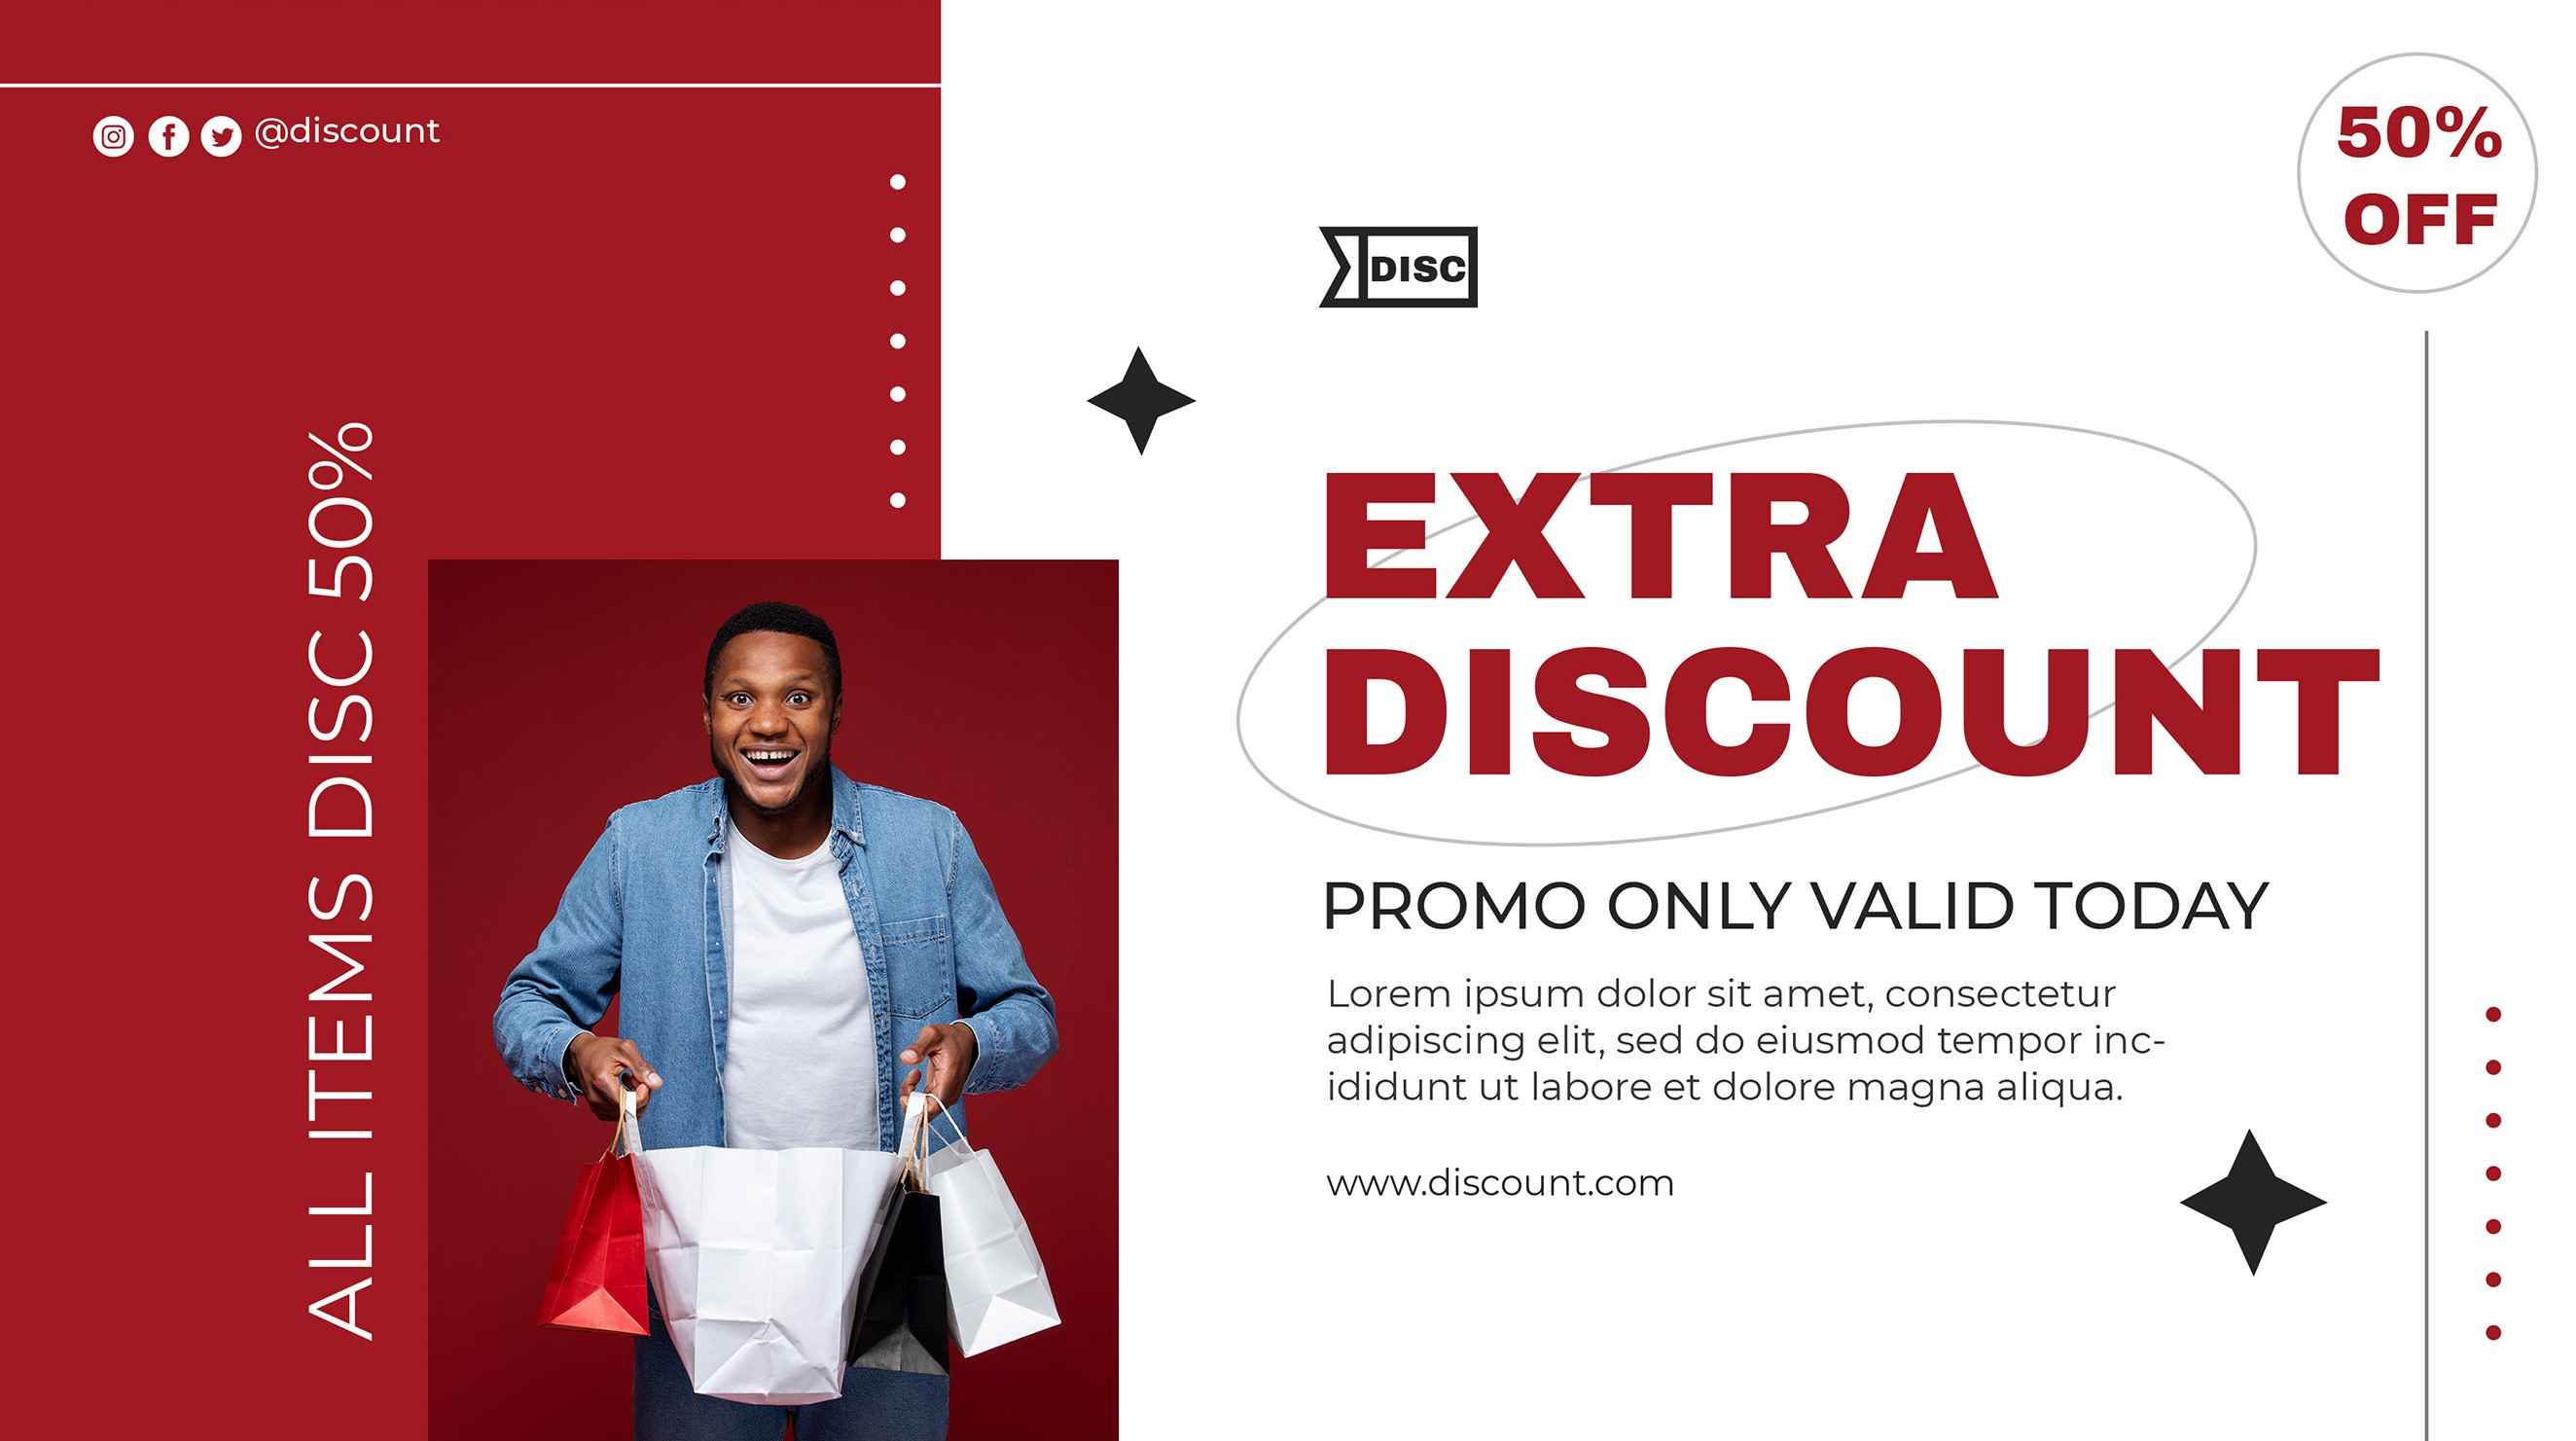 @discount
ALL ITEMS DISC 50%
50%
OFF
DISC
EXTRA
DISCOUNT
PROMO ONLY VALID TODAY
Lorem ipsum dolor sit amet, consectetur
adipiscing elit, sed do eiusmod tempor inc-
ididunt ut labore et dolore magna aliqua.
www.discount.com